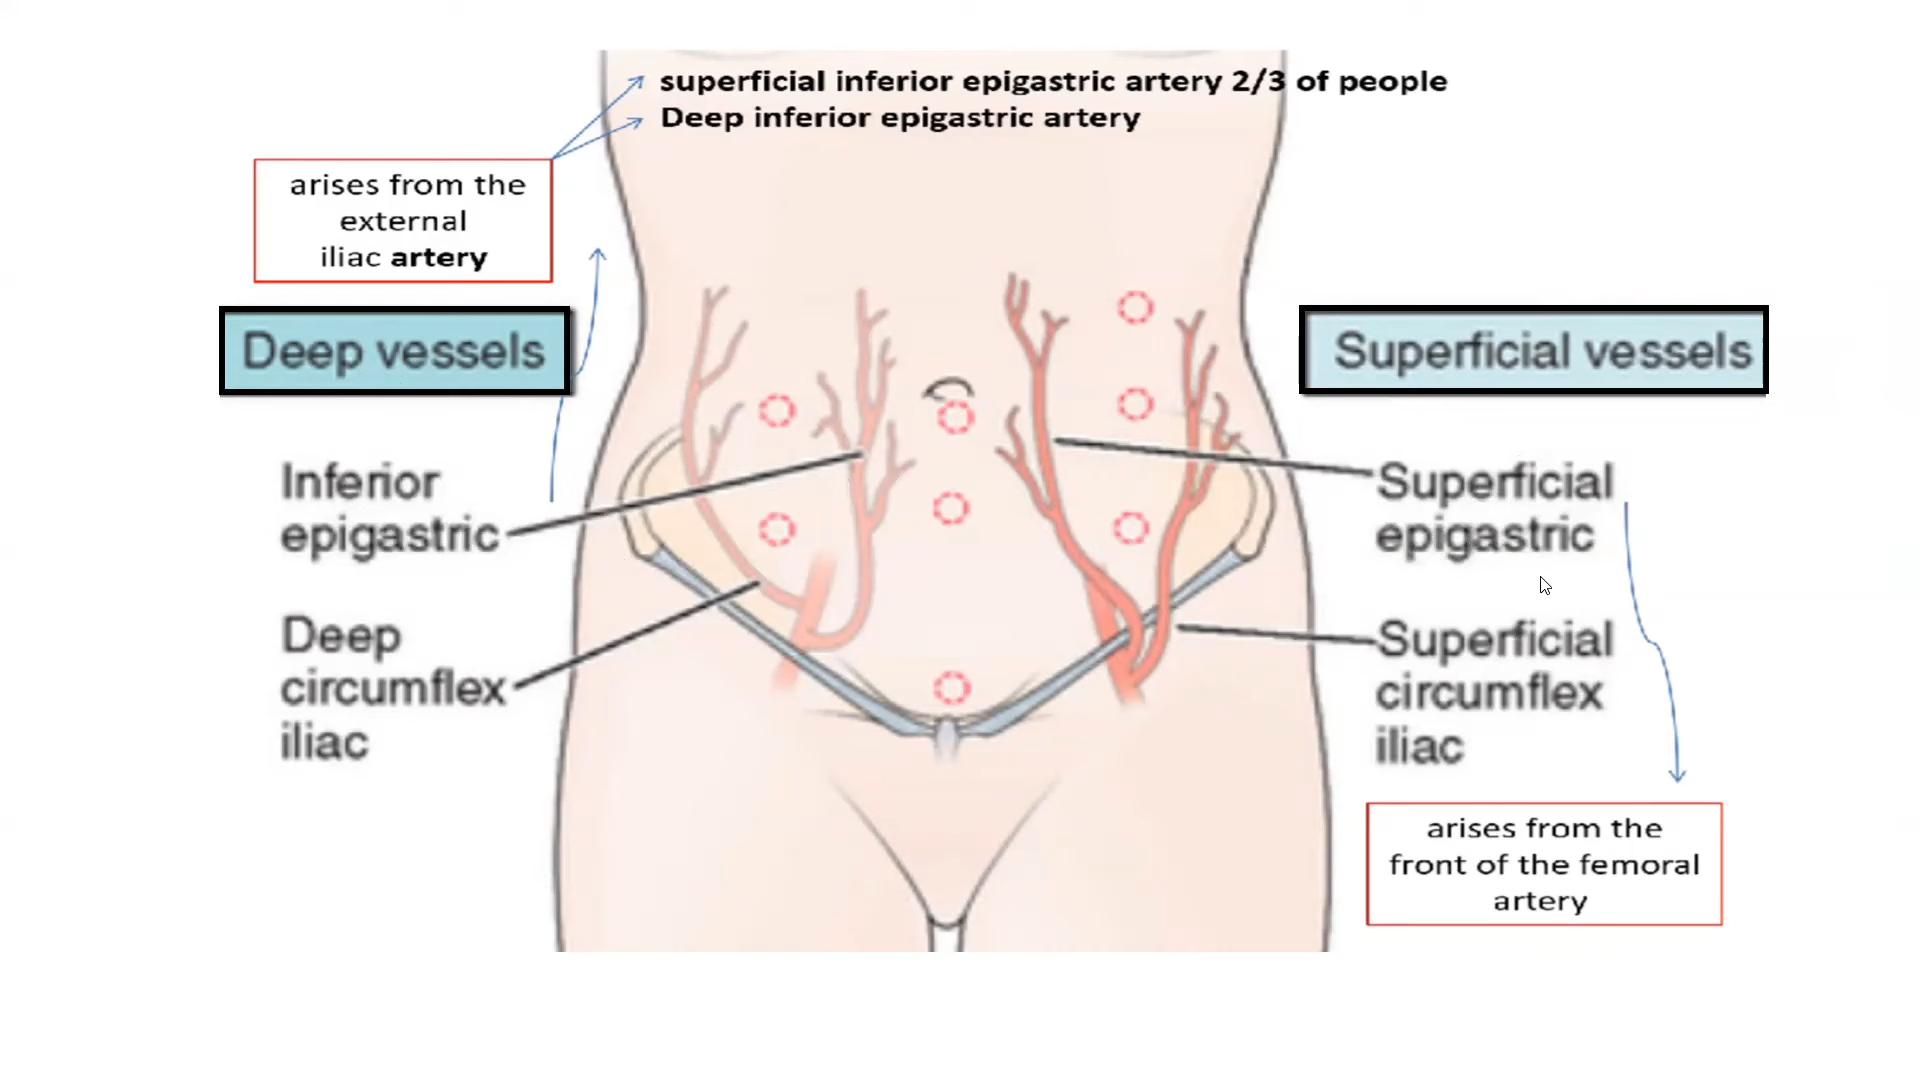 superficial inferior epigastric artery 2/3 of people
Deep inferior epigastric artery
arises from the
external
iliac artery
Deep vessels
Superficial vessels
Inferior
epigastric
Deep
circumflex
iliac
Superficial
epigastric
Superficial
circumflex
iliac
arises from the
front of the femoral
artery